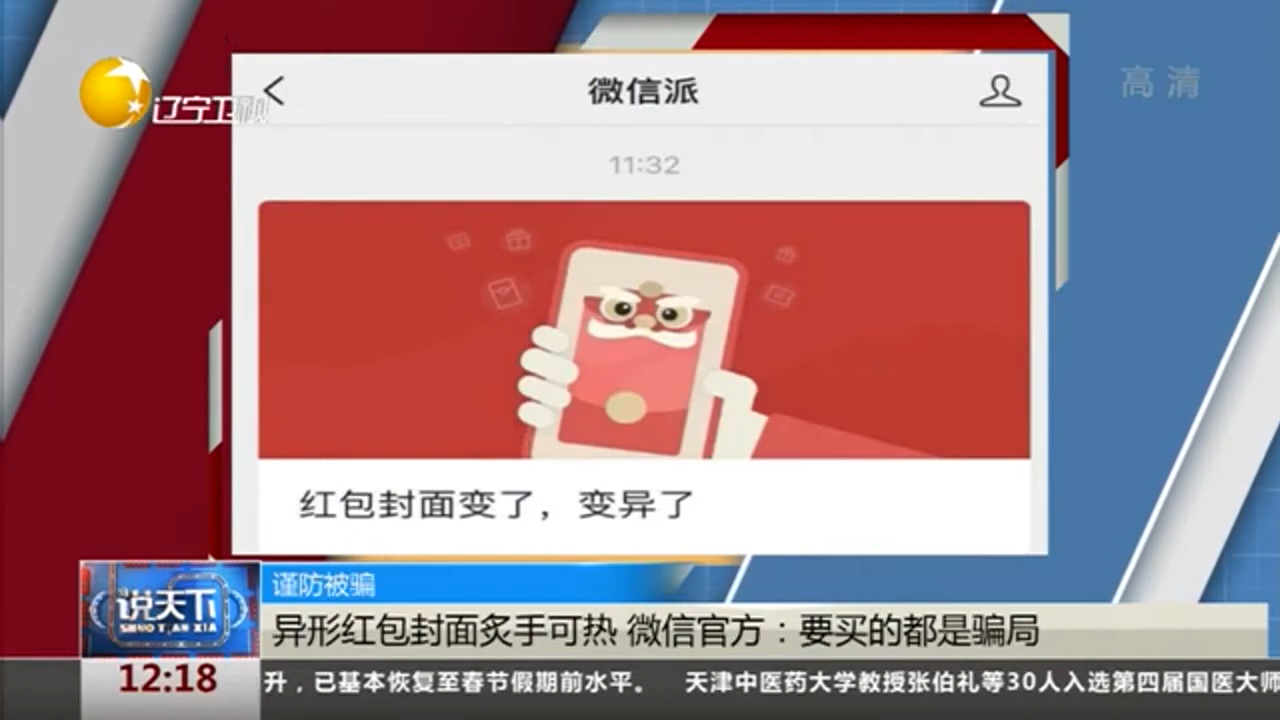 辽宁卫视
高清
微信派
11:32
红包封面变了，变异了
谨防被骗
说天下
SHUO TIAN XIA
异形红包封面炙手可热 微信官方：要买的都是骗局
12:18
升，已基本恢复至春节假期前水平。 天津中医药大学教授张伯礼等30人入选第四届国医大师